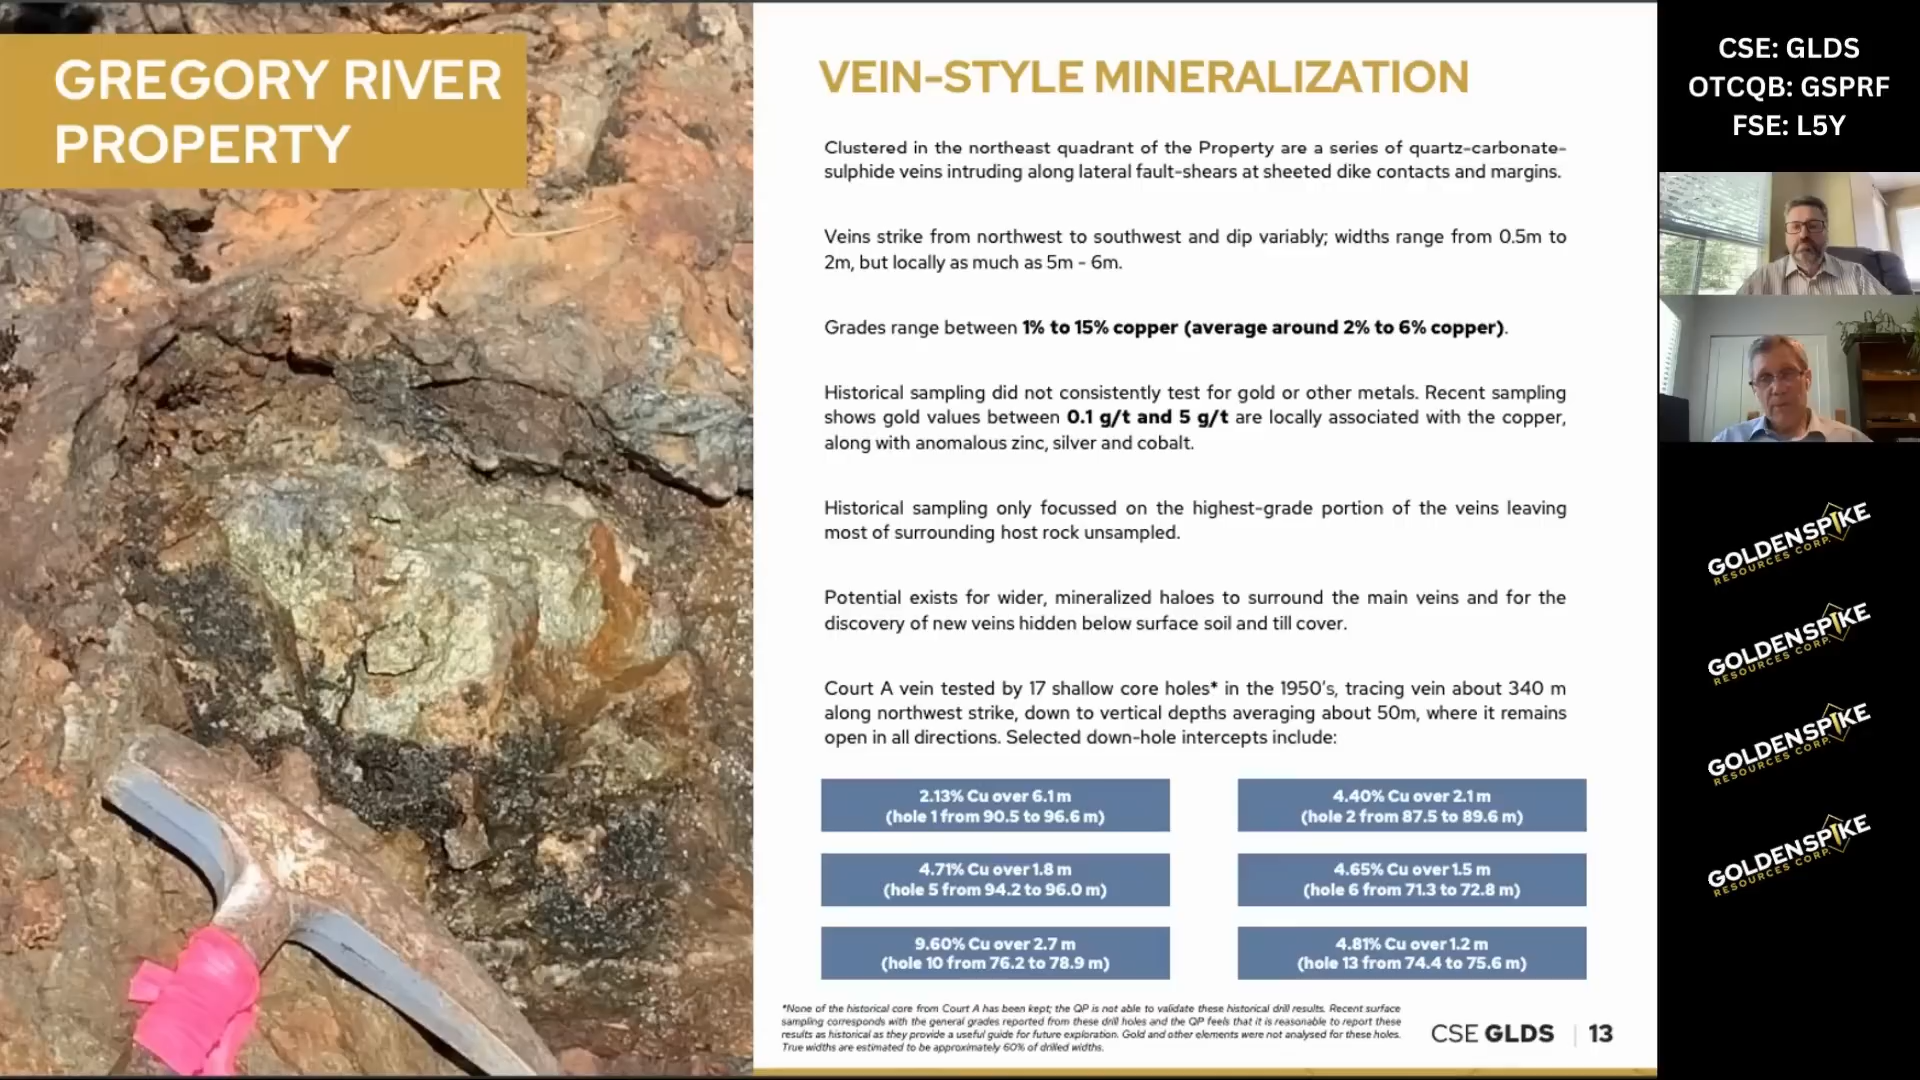 GREGORY RIVER
PROPERTY
VEIN-STYLE MINERALIZATION
Clustered in the northeast quadrant of the Property are a series of quartz-carbonate-
sulphide veins intruding along lateral fault-shears at sheeted dike contacts and margins.
Veins strike from northwest to southwest and dip variably; widths range from 0.5m to
2m, but locally as much as 5m - 6m.
Grades range between 1% to 15% copper (average around 2% to 6% copper).
Historical sampling did not consistently test for gold or other metals. Recent sampling
shows gold values between 0.1 g/t and 5 g/t are locally associated with the copper,
along with anomalous zinc, silver and cobalt.
Historical sampling only focussed on the highest-grade portion of the veins leaving
most of surrounding host rock unsampled.
Potential exists for wider, mineralized haloes to surround the main veins and for the
discovery of new veins hidden below surface soil and till cover.
Court A vein tested by 17 shallow core holes* in the 1950's, tracing vein about 340 m
along northwest strike, down to vertical depths averaging about 50m, where it remains
open in all directions. Selected down-hole intercepts include:
2.13% Cu over 6.1 m
(hole 1 from 90.5 to 96.6 m)
4.40% Cu over 2.1 m
(hole 2 from 87.5 to 89.6 m)
4.71% Cu over 1.8 m
(hole 5 from 94.2 to 96.0 m)
4.65% Cu over 1.5 m
(hole 6 from 71.3 to 72.8 m)
9.60% Cu over 2.7 m
(hole 10 from 76.2 to 78.9 m)
4.81% Cu over 1.2 m
(hole 13 from 74.4 to 75.6 m)
*None of the historical core from Court A has been kept; the QP is not able to validate these historical drill results. Recent surface
sampling corresponds with the general grades reported from these drill holes and the QP feels that it is reasonable to report these
results as historical as they provide a useful guide for future exploration. Gold and other elements were not analysed for these holes.
True widths are estimated to be approximately 60% of drilled widths.
CSE GLDS | 13
CSE: GLDS
OTCQB: GSPRF
FSE: L5Y
GOLDENSPIKE
RESOURCES CORP.
GOLDENSPIKE
RESOURCES CORP.
GOLDENSPIKE
RESOURCES CORP.
GOLDENSPIKE
RESOURCES CORP.